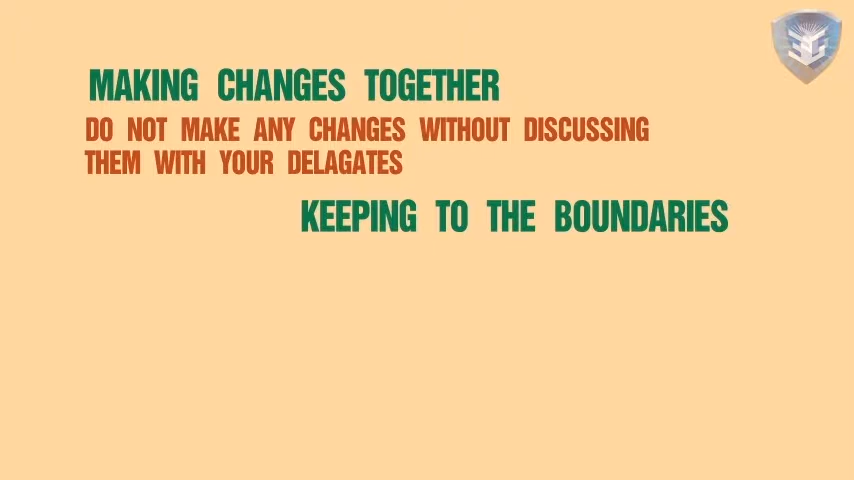 MAKING CHANGES TOGETHER
DO NOT MAKE ANY CHANGES WITHOUT DISCUSSING
THEM WITH YOUR DELAGATES
KEEPING TO THE BOUNDARIES